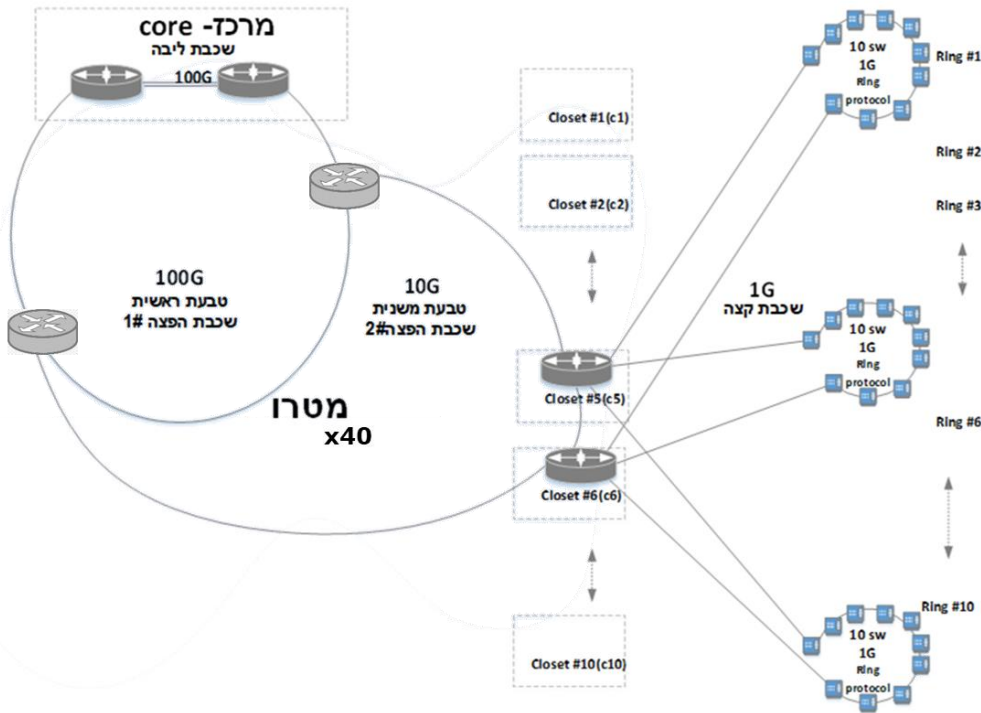 מרכז- core
שכבת ליבה
100G
100G
טבעת ראשית
שכבת הפצה 1#
10G
טבעת משנית
שכבת הפצה#2
מטרו
x40
Closet #1(c1)
Closet #2(c2)
Closet #5(c5)
Closet #6(c6)
Closet #10(c10)
1G
שכבת קצה
10 sw
1G
Ring
protocol
Ring #1
Ring #2
Ring #3
10 sw
1G
Ring
protocol
Ring #6
Ring #10
10 sw
1G
Ring
protocol